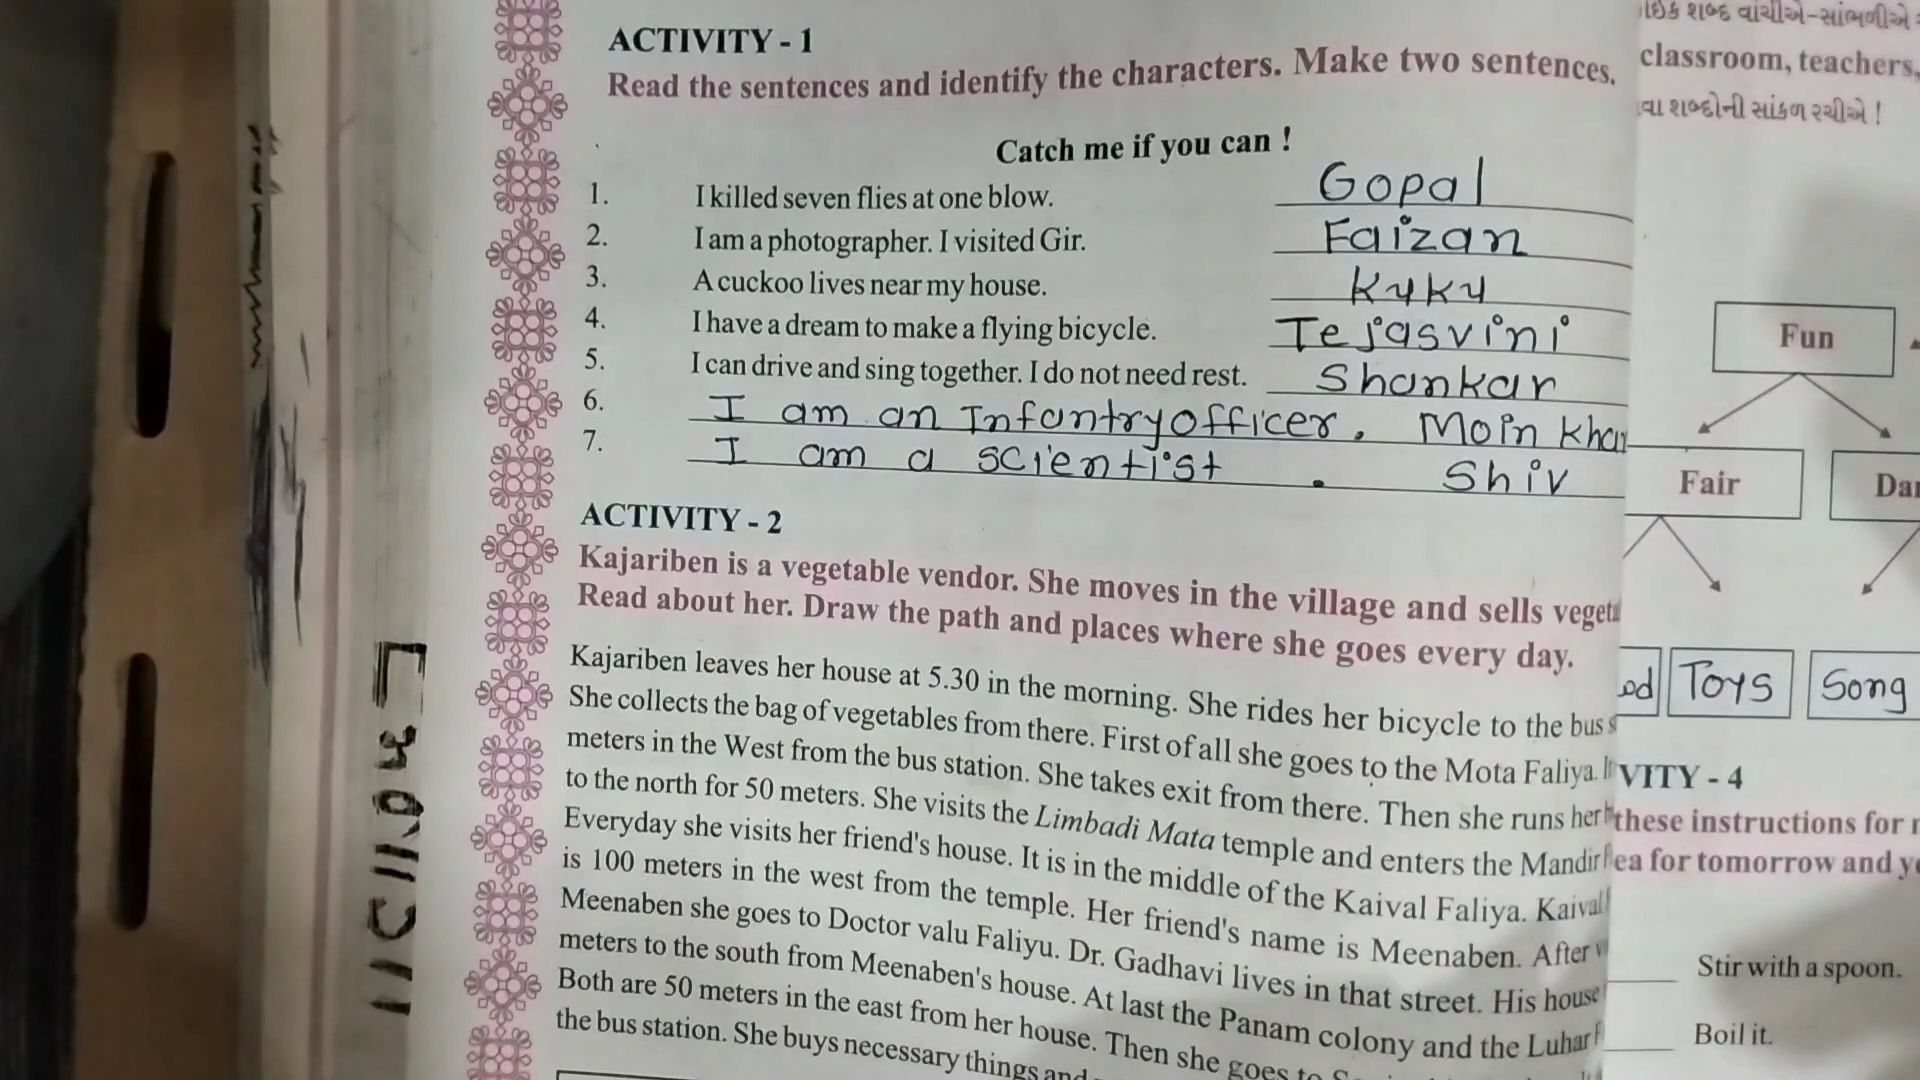 ACTIVITY - 1
Read the sentences and identify the characters. Make two sentences.
Catch me if you can !
1. I killed seven flies at one blow. Gopal
2. I am a photographer. I visited Gir. Faizan
3. A cuckoo lives near my house. Kuku
4. I have a dream to make a flying bicycle. Tejasvini
5. I can drive and sing together. I do not need rest. Shankar
6. I am an Infantry officer. Moin khan
7. I am a scientist. Shiv
ACTIVITY - 2
Kajariben is a vegetable vendor. She moves in the village and sells
Read about her. Draw the path and places where she goes every day.
Kajariben leaves her house at 5.30 in the morning. She rides her bicycle to the bus
She collects the bag of vegetables from there. First of all she goes to the Mota Faliya.
meters in the West from the bus station. She takes exit from there. Then she runs her
to the north for 50 meters. She visits the Limbadi Mata temple and enters the Mandir
Everyday she visits her friend's house. It is in the middle of the Kaival Faliya. Kaival
is 100 meters in the west from the temple. Her friend's name is Meenaben. After
Meenaben she goes to Doctor valu Faliyu. Dr. Gadhavi lives in that street. His house
meters to the south from Meenaben's house. At last the Panam colony and the Luhar
Both are 50 meters in the east from her house. Then she goes to
the bus station. She buys necessary things and
શબ્દ વાંચીએ-સાંભળીએ
classroom, teachers,
શબ્દોની સાંકળ રચીએ !
Fun
Fair
Toys Song
VITY - 4
these instructions for
ea for tomorrow and
Stir with a spoon.
Boil it.